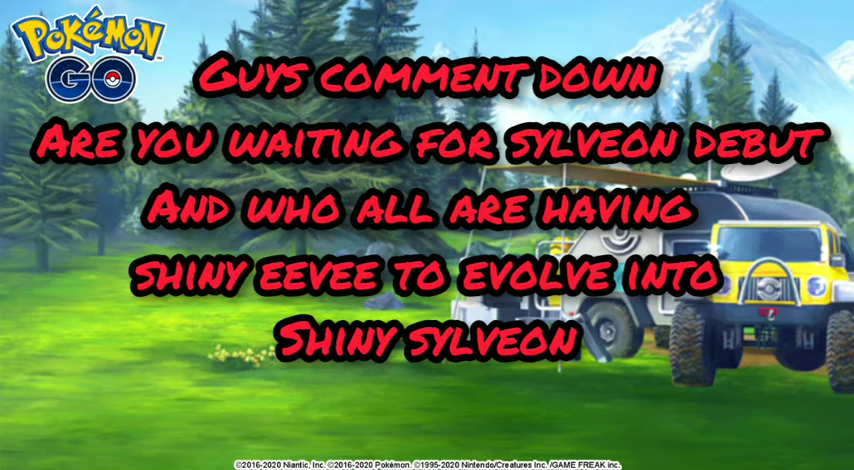 POKÉMON
GO
Guys comment down
Are you waiting for sylveon debut
And who all are having
shiny eevee to evolve into
Shiny sylveon
©2016-2020 Niantic, Inc. ©2016-2020 Pokémon. ©1995-2020 Nintendo/Creatures Inc. /GAME FREAK inc.